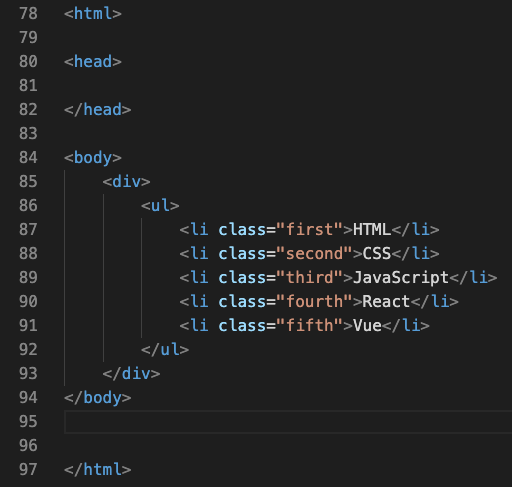 78 <html>
79
80 <head>
81
82 </head>
83
84 <body>
85     <div>
86         <ul>
87             <li class="first">HTML</li>
88             <li class="second">CSS</li>
89             <li class="third">JavaScript</li>
90             <li class="fourth">React</li>
91             <li class="fifth">Vue</li>
92         </ul>
93     </div>
94 </body>
95
96
97 </html>